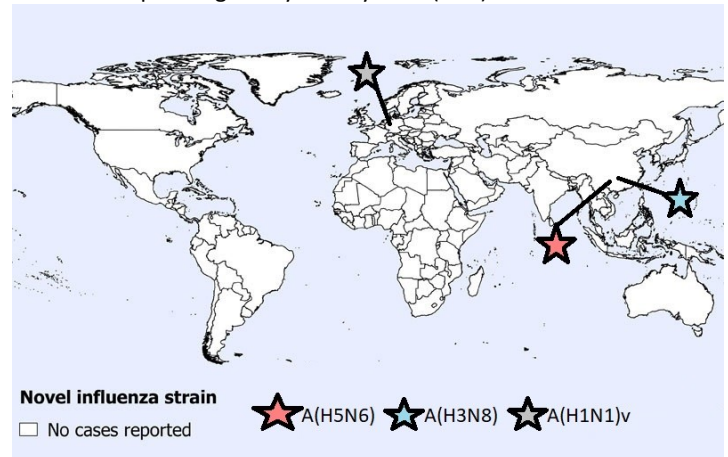 Novel influenza strain
No cases reported
A(H5N6) A(H3N8) A(H1N1)v